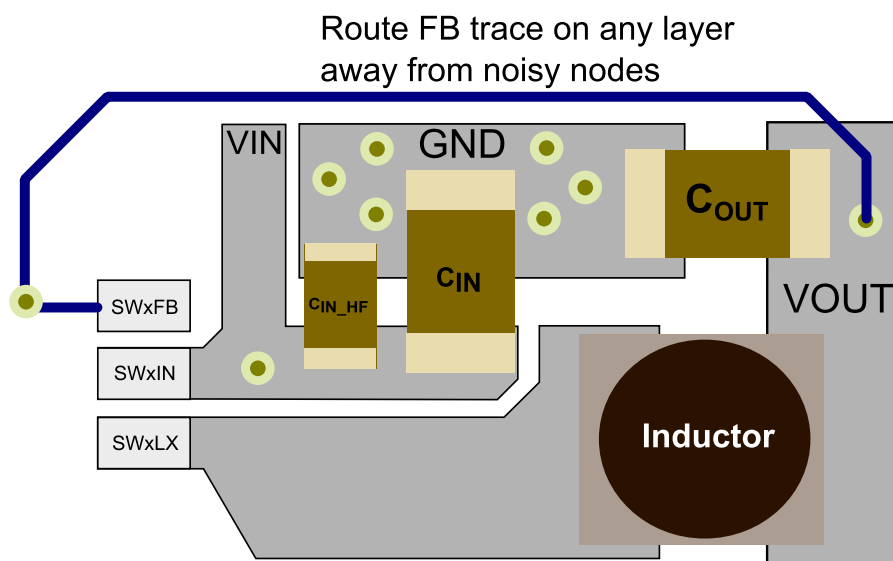 Route FB trace on any layer
away from noisy nodes
VIN
GND
COUT
CIN
CIN_HF
VOUT
SWxFB
SWxIN
SWxLX
Inductor